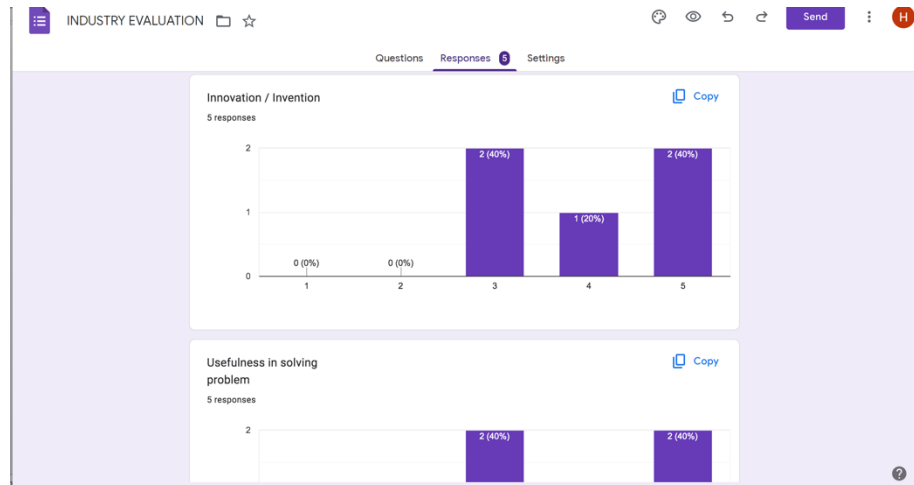 INDUSTRY EVALUATION
Send
H
Questions Responses 5 Settings
Innovation / Invention
Copy
5 responses
2
1
0
0 (0%)
0 (0%)
2 (40%)
1 (20%)
2 (40%)
1 2 3 4 5
Usefulness in solving
problem
Copy
5 responses
2
2 (40%)
2 (40%)
?